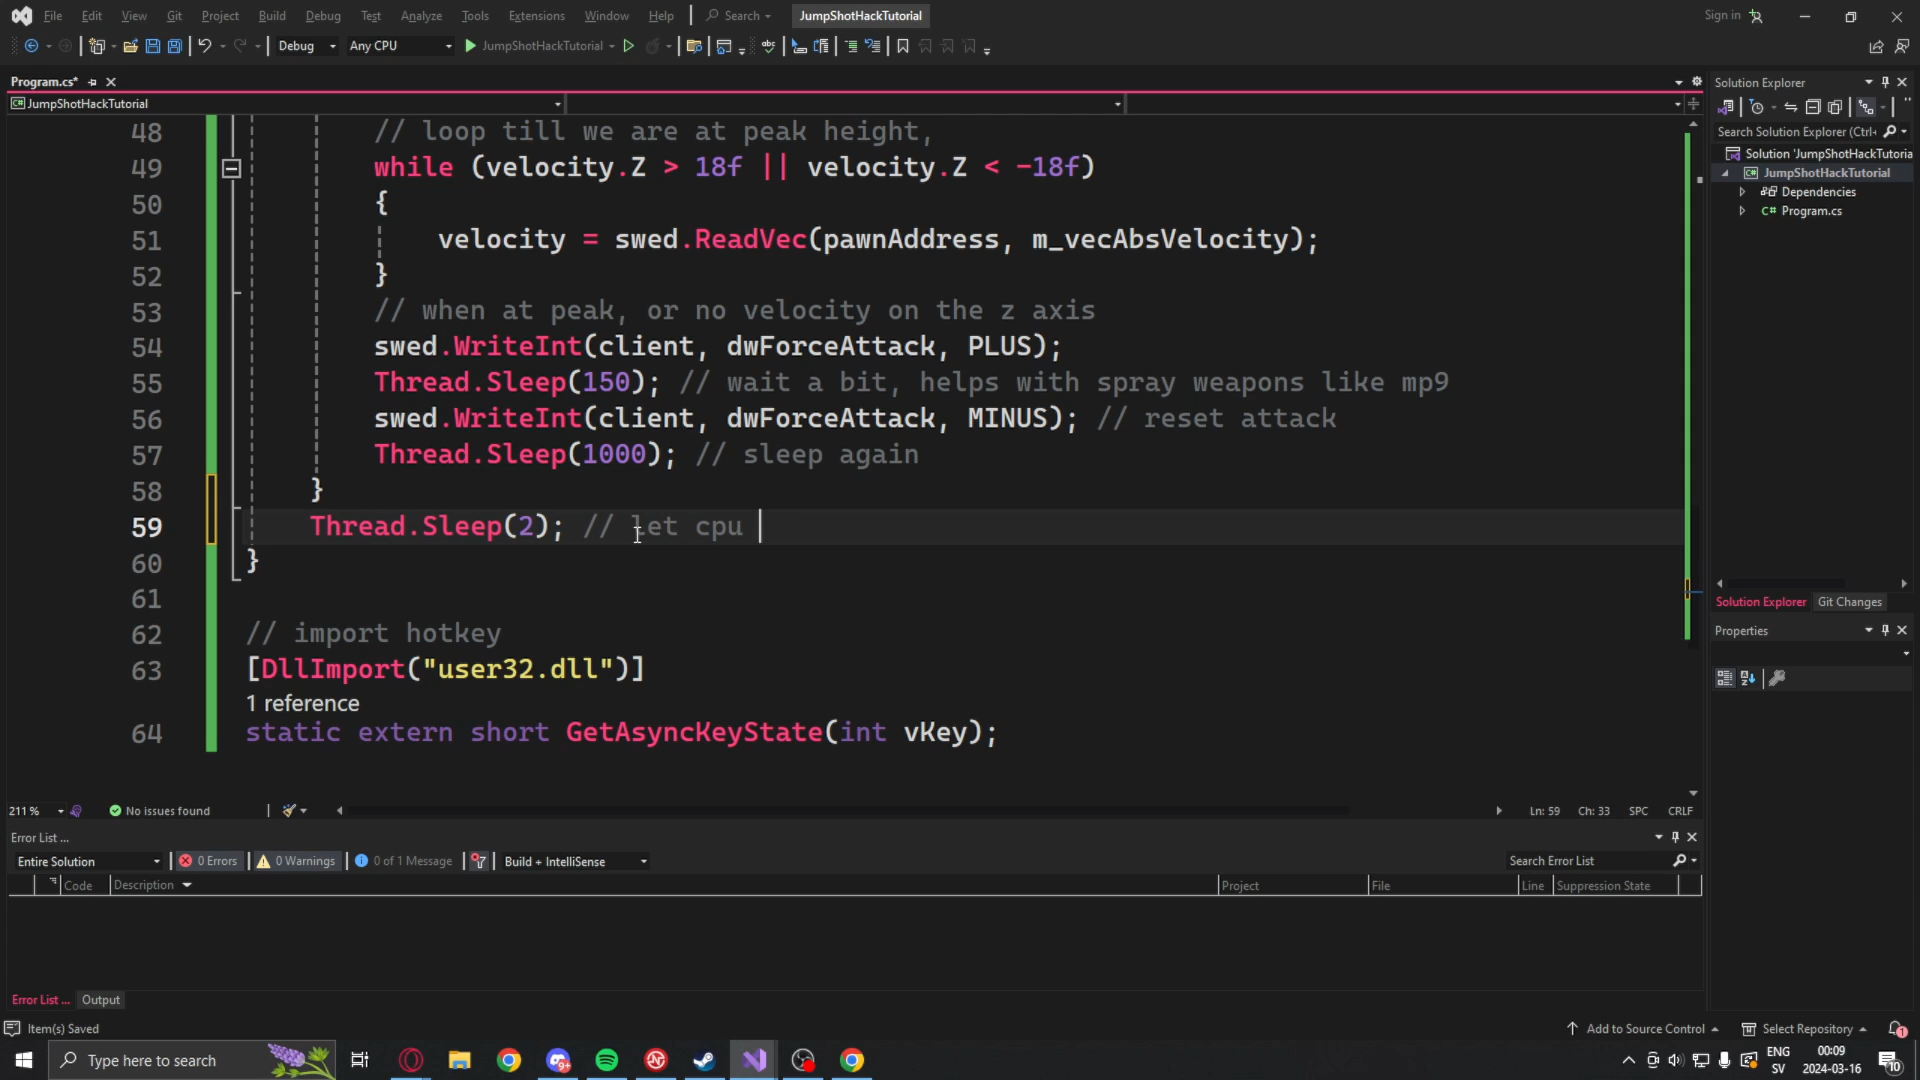 File Edit View Git Project Build Debug Test Analyze Tools Extensions Window Help Search JumpShotHackTutorial Sign in
Debug Any CPU JumpShotHackTutorial
Program.cs*
JumpShotHackTutorial
48 // loop till we are at peak height,
49 while (velocity.Z > 18f || velocity.Z < -18f)
50 {
51 velocity = swed.ReadVec(pawnAddress, m_vecAbsVelocity);
52 }
53 // when at peak, or no velocity on the z axis
54 swed.WriteInt(client, dwForceAttack, PLUS);
55 Thread.Sleep(150); // wait a bit, helps with spray weapons like mp9
56 swed.WriteInt(client, dwForceAttack, MINUS); // reset attack
57 Thread.Sleep(1000); // sleep again
58 }
59 Thread.Sleep(2); // let cpu
60 }
61
62 // import hotkey
63 [DllImport("user32.dll")]
1 reference
64 static extern short GetAsyncKeyState(int vKey);
211 % No issues found Ln: 59 Ch: 33 SPC CRLF
Error List ...
Entire Solution 0 Errors 0 Warnings 0 of 1 Message Build + IntelliSense Search Error List
Code Description Project File Line Suppression State
Error List ... Output
Solution Explorer
Search Solution Explorer (Ctrl+
Solution 'JumpShotHackTutoria
JumpShotHackTutorial
Dependencies
C# Program.cs
Solution Explorer Git Changes
Properties
Item(s) Saved Add to Source Control Select Repository 1
Type here to search 9+ ENG SV 00:09 2024-03-16 10